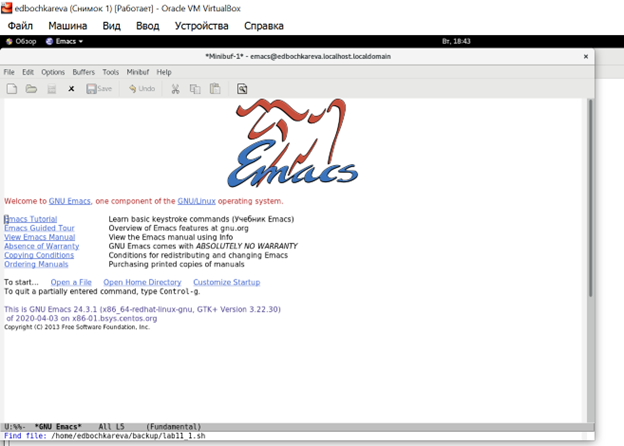 edbochkareva (Снимок 1) [Работает] - Oracle VM VirtualBox
Файл Машина Вид Ввод Устройства Справка
Обзор Emacs Вт, 18:43
*Minibuf-1* - emacs@edbochkareva.localhost.localdomain
File Edit Options Buffers Tools Minibuf Help
Save Undo
Emacs
Welcome to GNU Emacs, one component of the GNU/Linux operating system.
Emacs Tutorial Learn basic keystroke commands (Учебник Emacs)
Emacs Guided Tour Overview of Emacs features at gnu.org
View Emacs Manual View the Emacs manual using Info
Absence of Warranty GNU Emacs comes with ABSOLUTELY NO WARRANTY
Copying Conditions Conditions for redistributing and changing Emacs
Ordering Manuals Purchasing printed copies of manuals
To start... Open a File Open Home Directory Customize Startup
To quit a partially entered command, type Control-g.
This is GNU Emacs 24.3.1 (x86_64-redhat-linux-gnu, GTK+ Version 3.22.30)
of 2020-04-03 on x86-01.bsys.centos.org
Copyright (C) 2013 Free Software Foundation, Inc.
U:%%- *GNU Emacs* All L5 (Fundamental)
Find file: /home/edbochkareva/backup/lab11_1.sh